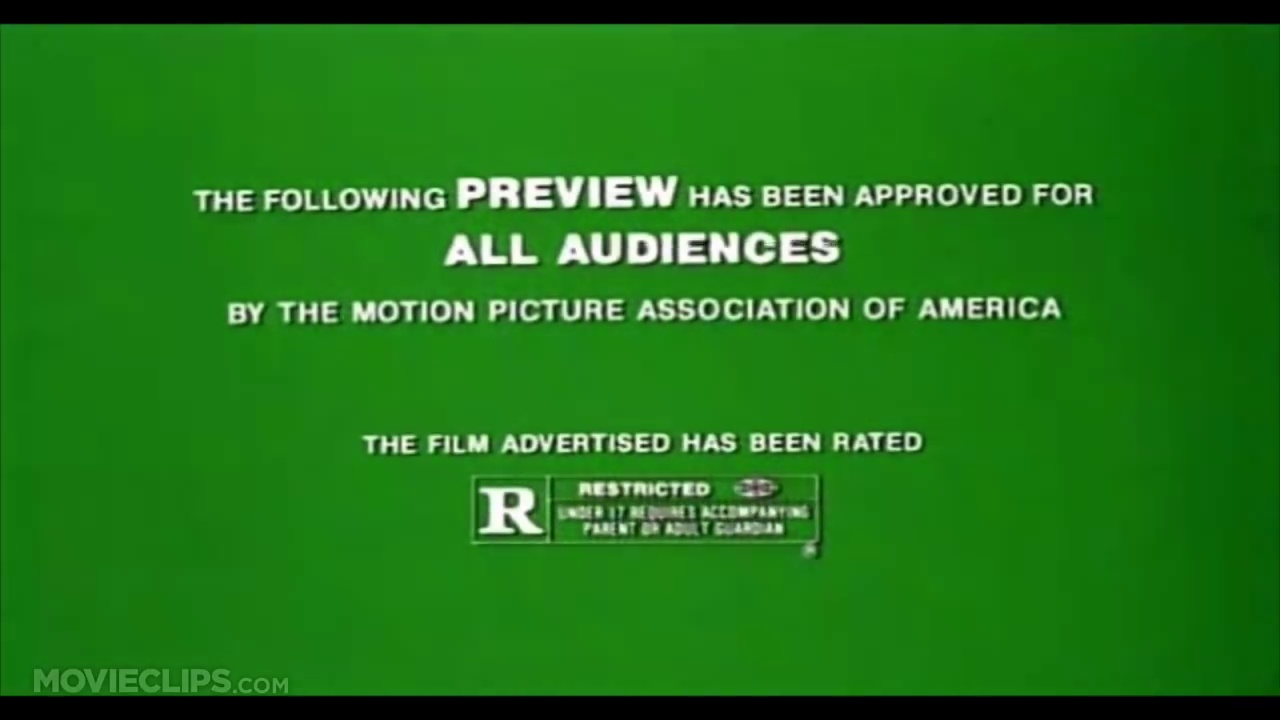 THE FOLLOWING PREVIEW HAS BEEN APPROVED FOR
ALL AUDIENCES
BY THE MOTION PICTURE ASSOCIATION OF AMERICA
THE FILM ADVERTISED HAS BEEN RATED
R RESTRICTED
UNDER 17 REQUIRES ACCOMPANYING
PARENT OR ADULT GUARDIAN
MOVIECLIPS.COM